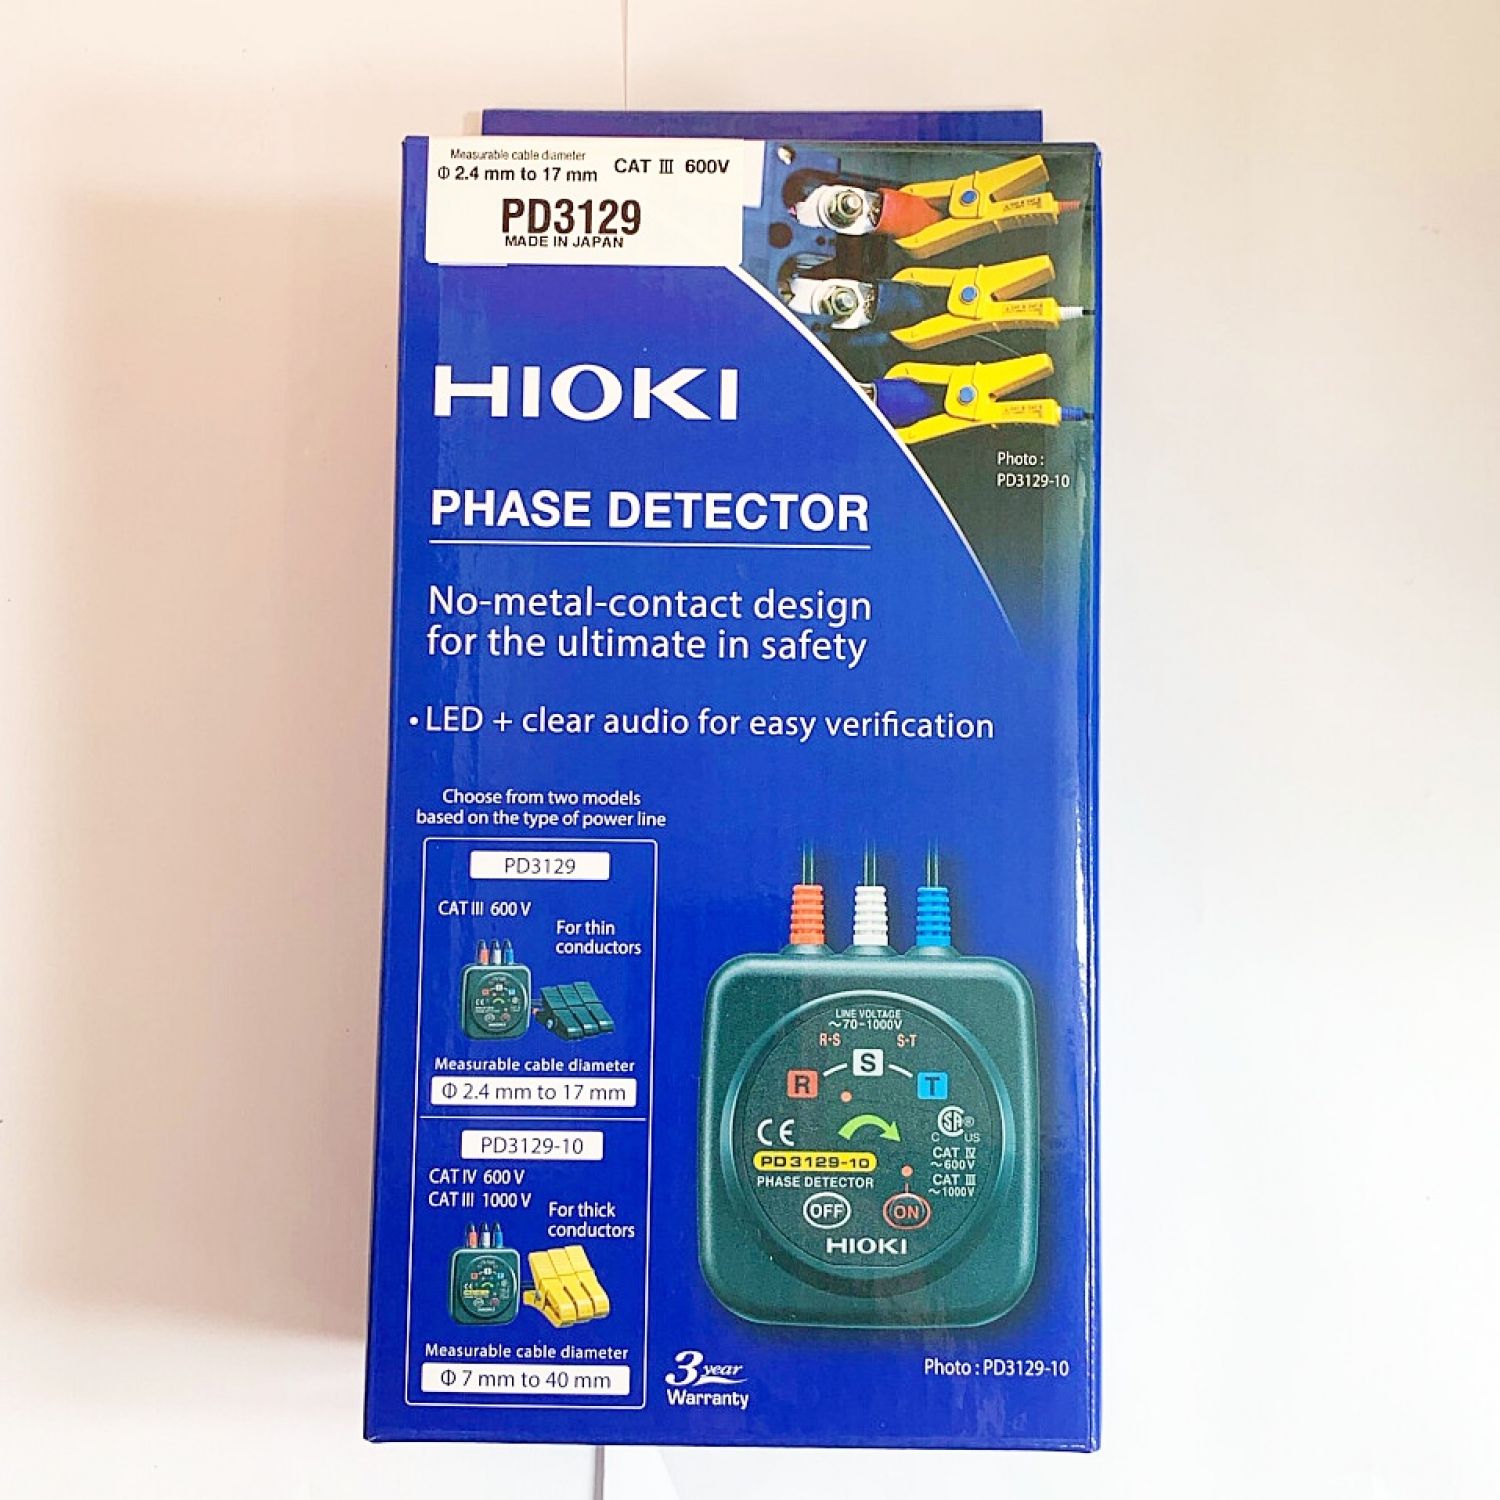 Measurable cable diameter
Φ 2.4 mm to 17 mm CAT Ⅲ 600V
PD3129
MADE IN JAPAN
Photo :
PD3129-10
HIOKI
PHASE DETECTOR
No-metal-contact design
for the ultimate in safety
• LED + clear audio for easy verification
Choose from two models
based on the type of power line
PD3129
CAT III 600 V
For thin
conductors
Measurable cable diameter
Φ 2.4 mm to 17 mm
PD3129-10
CAT IV 600 V
CAT III 1000 V
For thick
conductors
Measurable cable diameter
Φ 7 mm to 40 mm
LINE VOLTAGE
~70-1000V
R-S S-T
R S T
CE
SA®
C US
PD3129-10
PHASE DETECTOR
CAT Ⅳ
~600V
CAT Ⅲ
~1000V
OFF ON
HIOKI
3 year
Warranty
Photo : PD3129-10